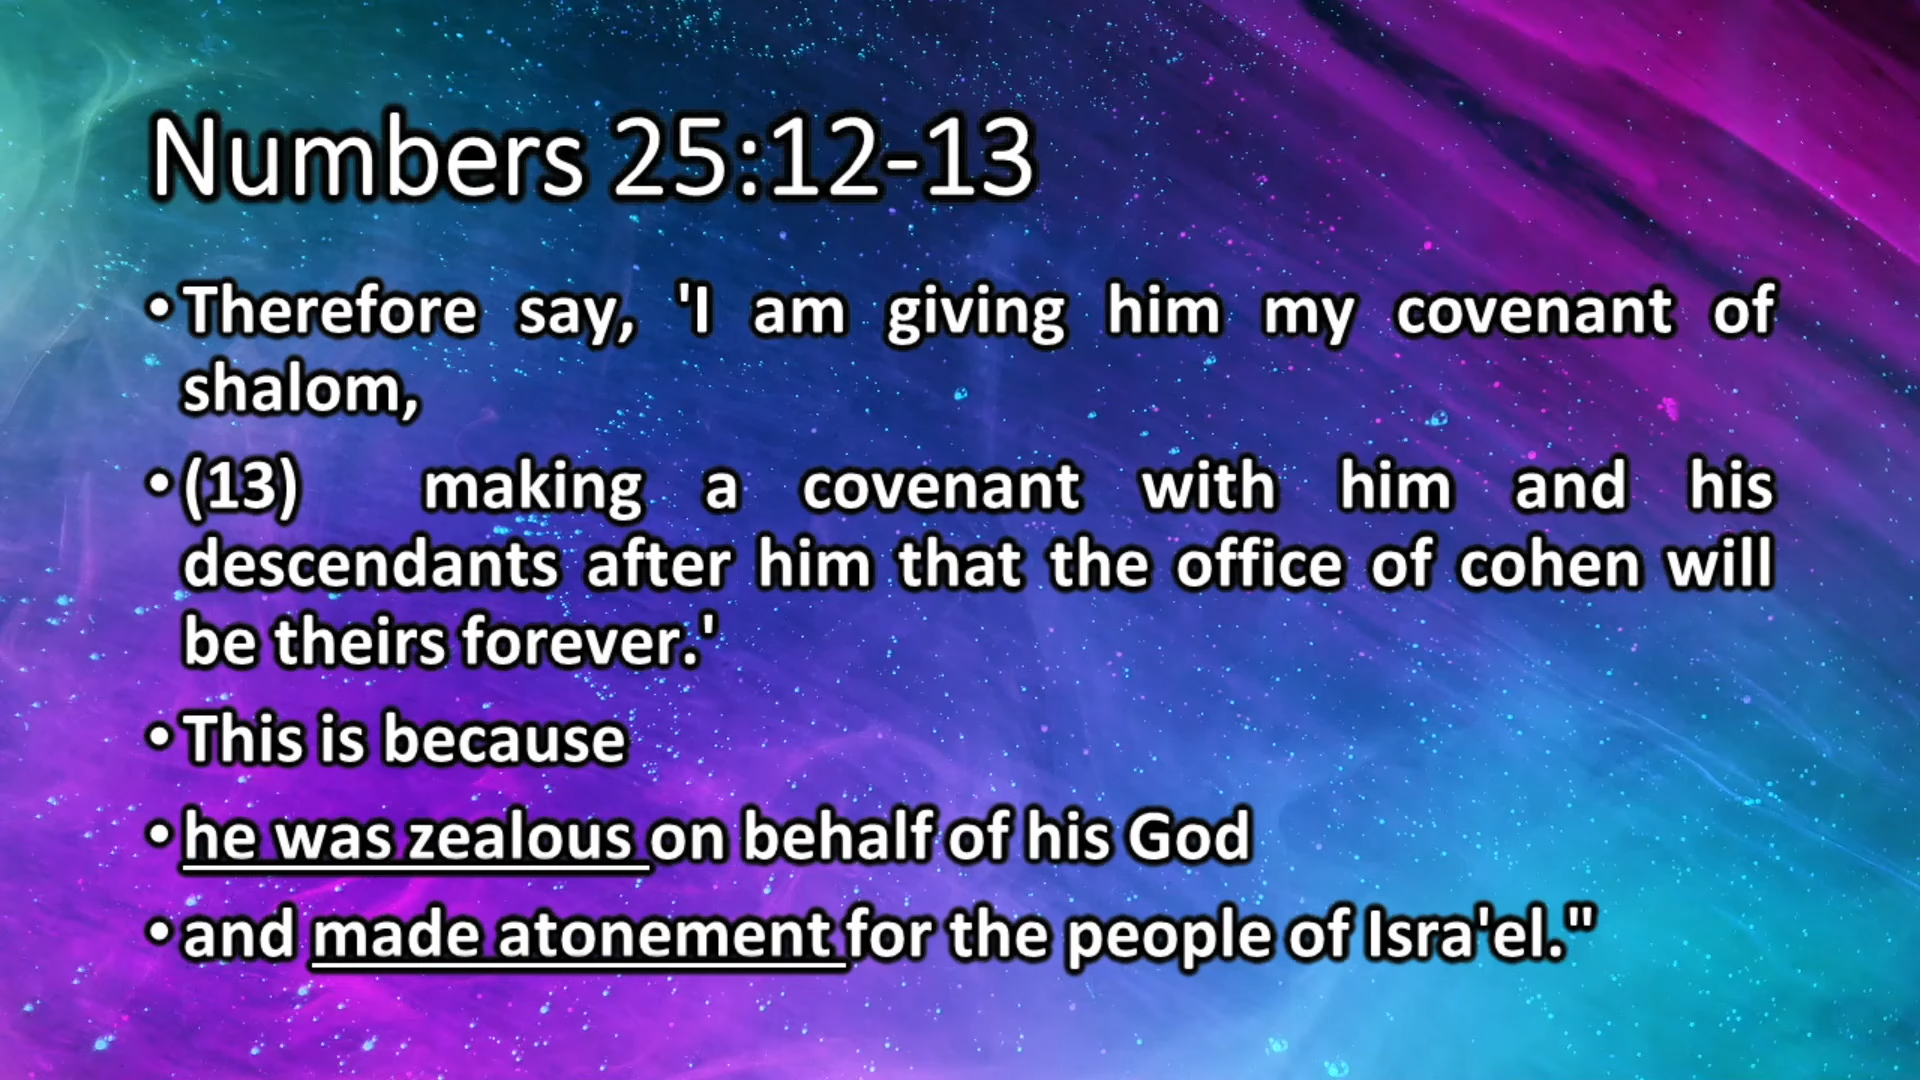 Numbers 25:12-13
• Therefore say, 'I am giving him my covenant of
shalom,
• (13) making a covenant with him and his
descendants after him that the office of cohen will
be theirs forever.'
• This is because
• he was zealous on behalf of his God
• and made atonement for the people of Isra'el."